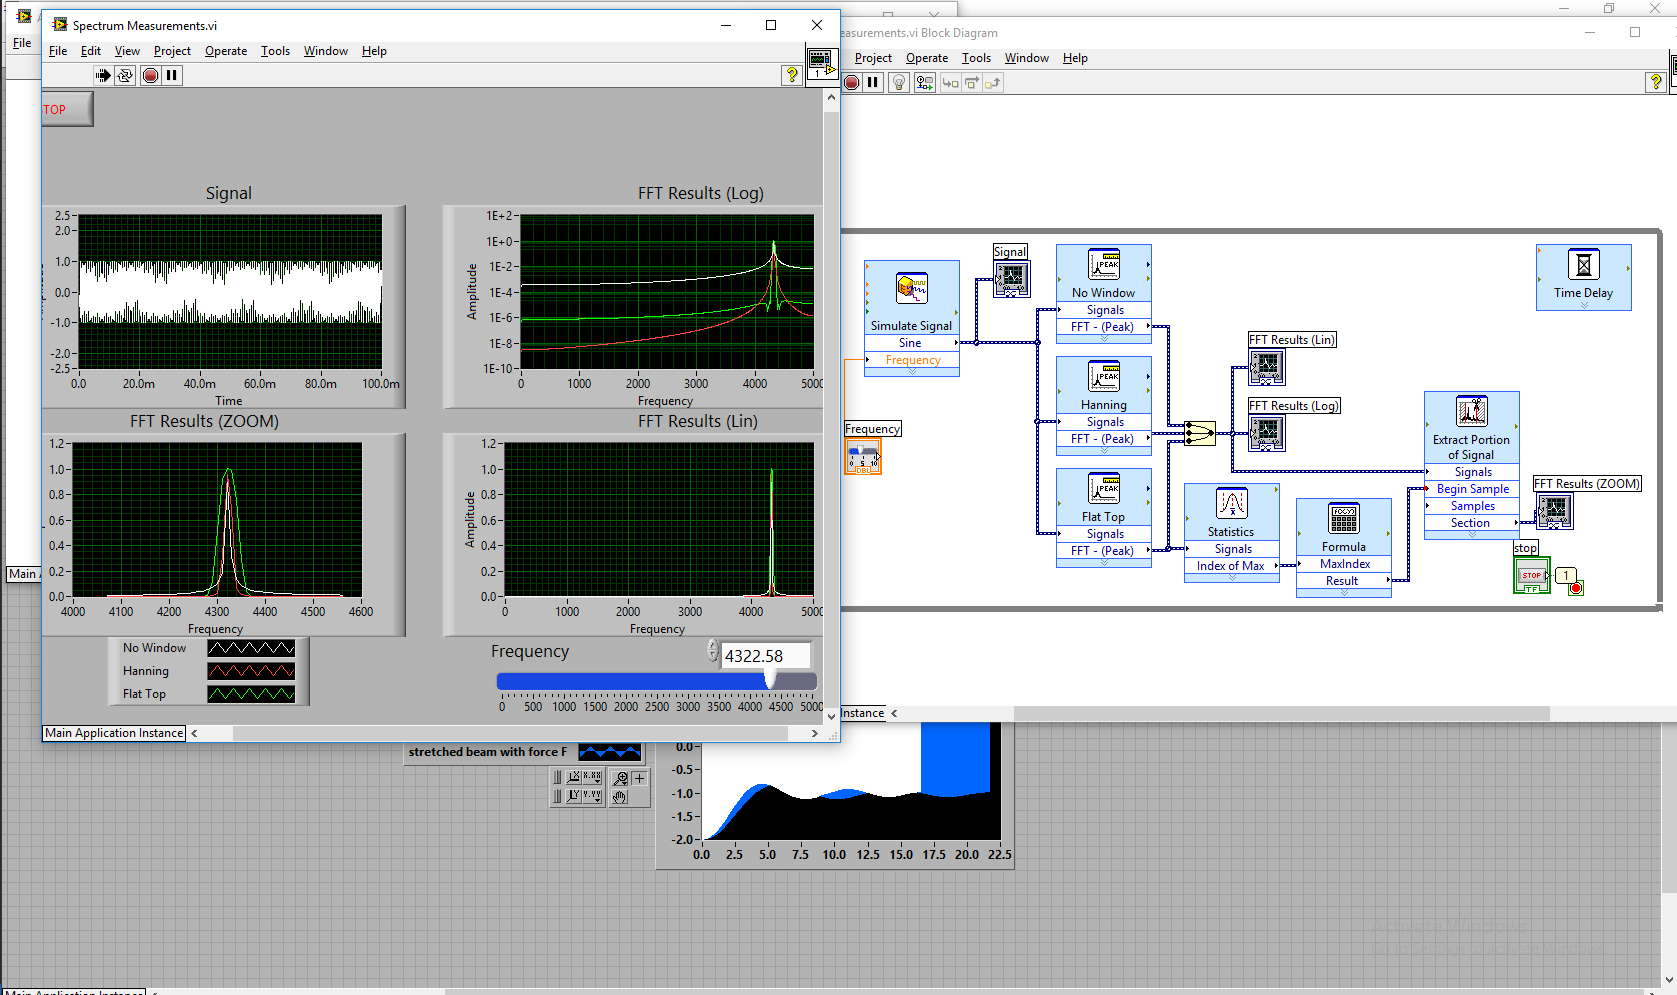 Spectrum Measurements.vi
File Edit View Project Operate Tools Window Help
File
1
TOP
Signal
2.5
2.0
1.0
0.0
-1.0
-2.0
-2.5
0.0 20.0m 40.0m 60.0m 80.0m 100.0m
Time
FFT Results (Log)
Amplitude
1E+2
1E+0
1E-2
1E-4
1E-6
1E-8
1E-10
0 1000 2000 3000 4000 5000
Frequency
FFT Results (ZOOM)
1.2
1.0
0.8
0.6
0.4
0.2
0.0
4000 4100 4200 4300 4400 4500 4600
Frequency
FFT Results (Lin)
Amplitude
1.2
1.0
0.8
0.6
0.4
0.2
0.0
0 1000 2000 3000 4000 5000
Frequency
No Window
Hanning
Flat Top
Frequency
4322.58
0 500 1000 1500 2000 2500 3000 3500 4000 4500 5000
Main Application Instance
easurements.vi Block Diagram
Project Operate Tools Window Help
Simulate Signal
Sine
Frequency
Frequency
0 5 10
DBL
Signal
PEAK
No Window
Signals
FFT - (Peak)
PEAK
Hanning
Signals
FFT - (Peak)
PEAK
Flat Top
Signals
FFT - (Peak)
FFT Results (Lin)
FFT Results (Log)
Statistics
Signals
Index of Max
Formula
MaxIndex
Result
Time Delay
Extract Portion
of Signal
Signals
Begin Sample
Samples
Section
FFT Results (ZOOM)
stop
STOP
TF
1
Instance
Main A
stretched beam with force F
0.0
-0.5
-1.0
-1.5
-2.0
0.0 2.5 5.0 7.5 10.0 12.5 15.0 17.5 20.0 22.5
Activate Windows
Main Application Instance